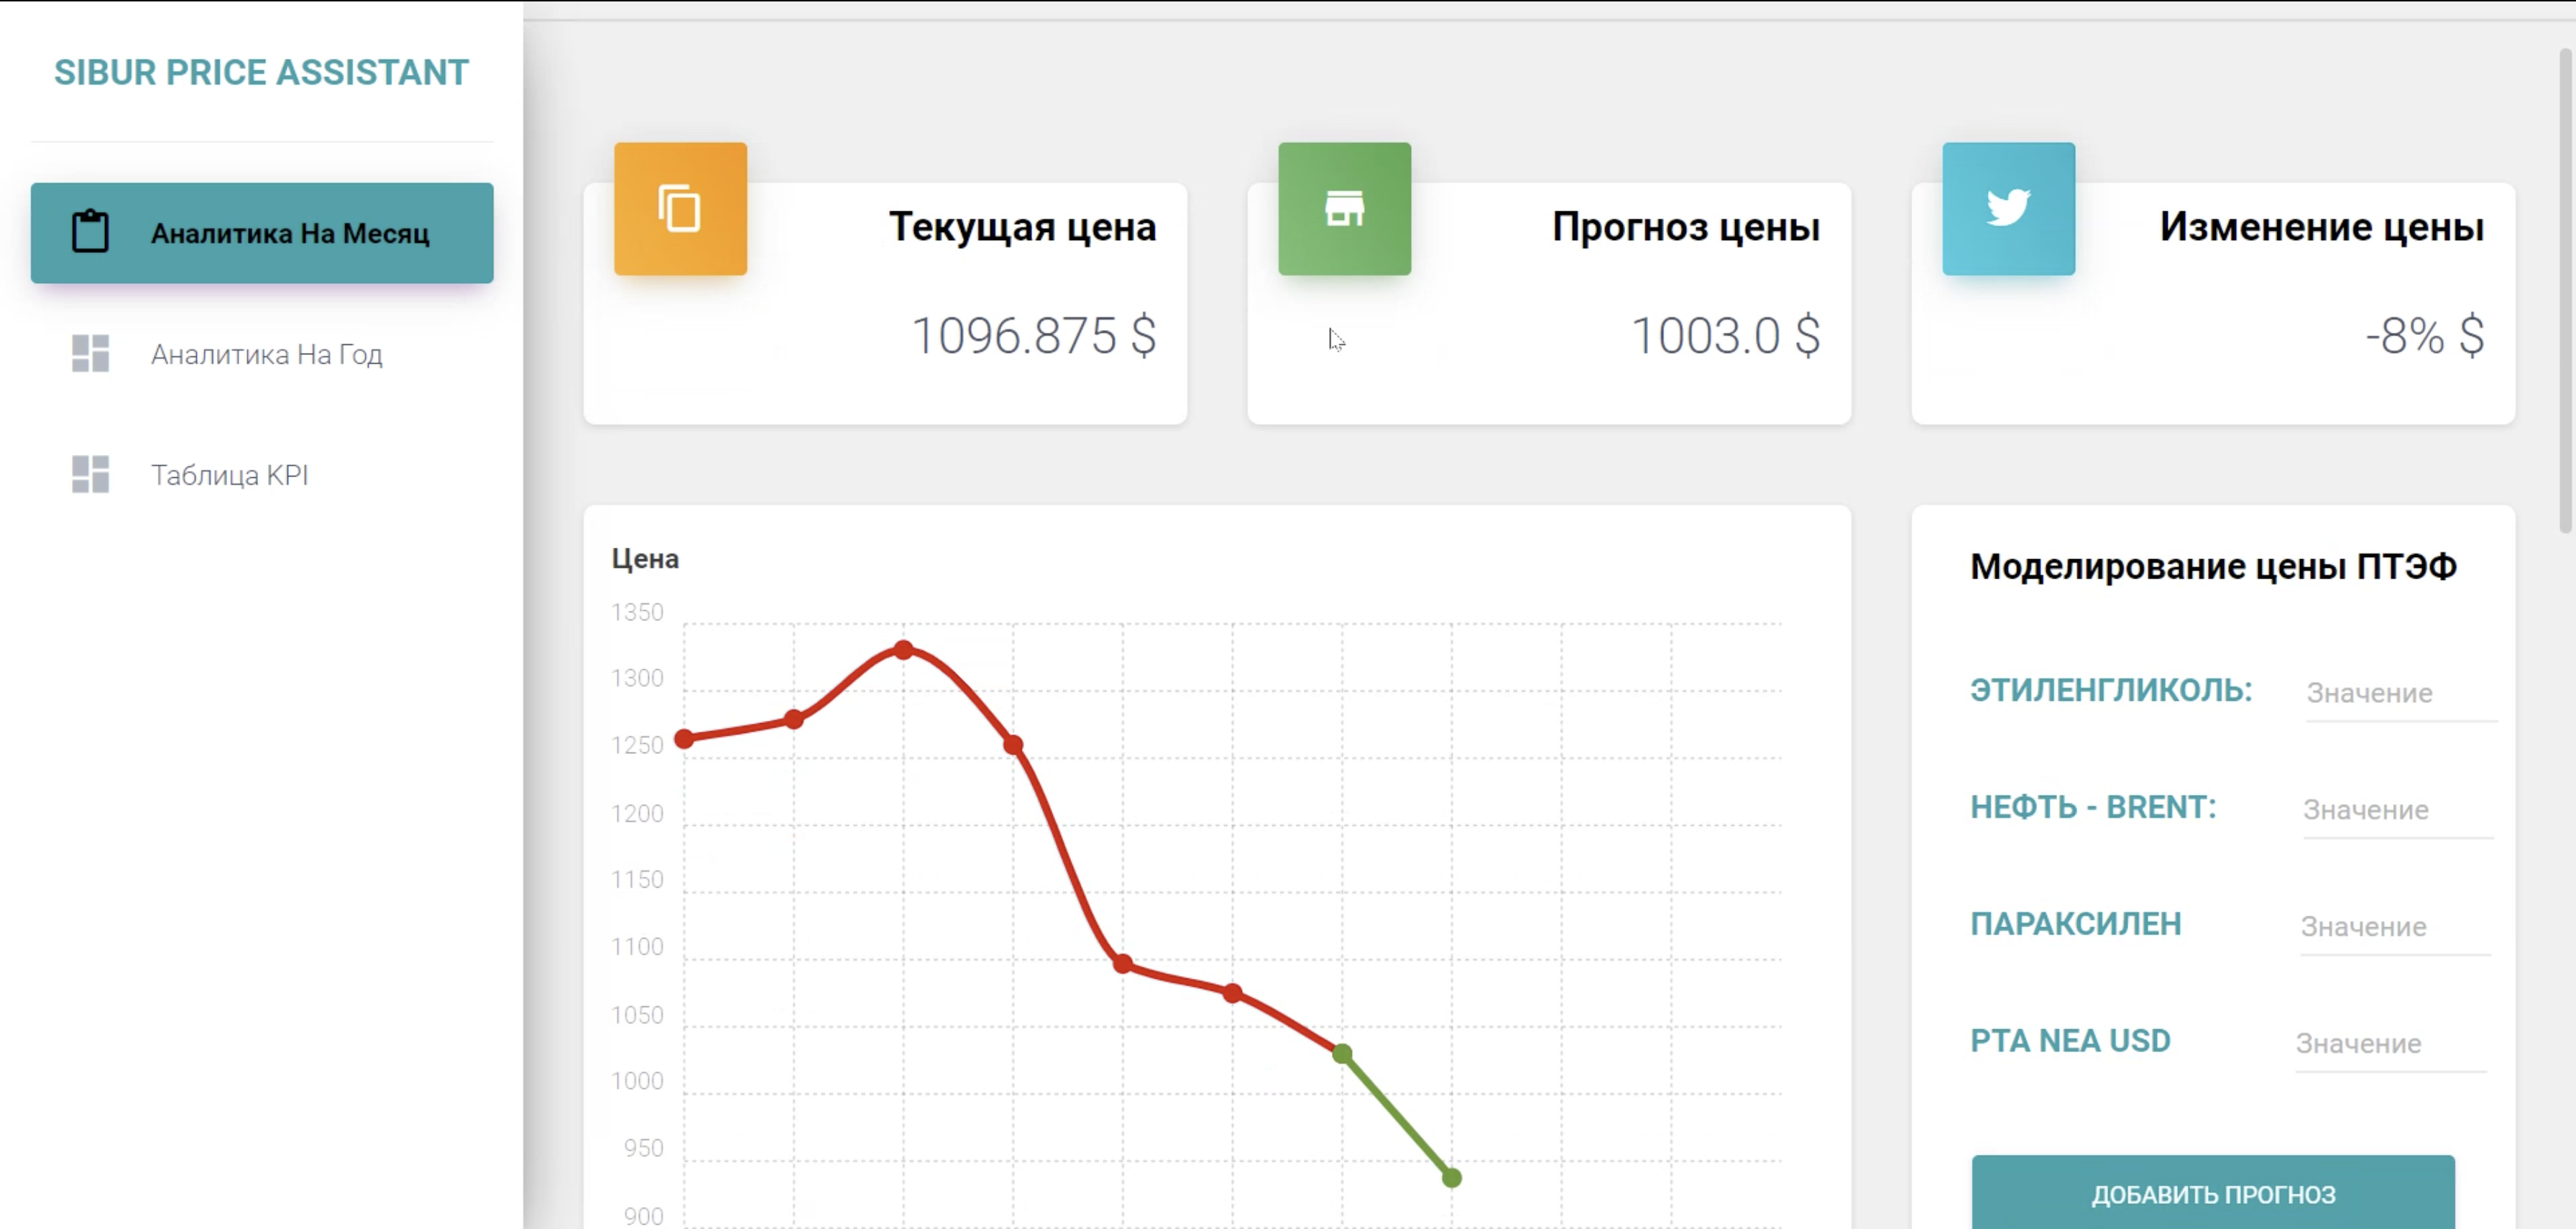 SIBUR PRICE ASSISTANT
Аналитика На Месяц
Аналитика На Год
Таблица KPI
Текущая цена
1096.875 $
Прогноз цены
1003.0 $
Изменение цены
-8% $
Цена
1350
1300
1250
1200
1150
1100
1050
1000
950
900
Моделирование цены ПТЭФ
ЭТИЛЕНГЛИКОЛЬ: Значение
НЕФТЬ - BRENT: Значение
ПАРАКСИЛЕН Значение
PTA NEA USD Значение
ДОБАВИТЬ ПРОГНОЗ